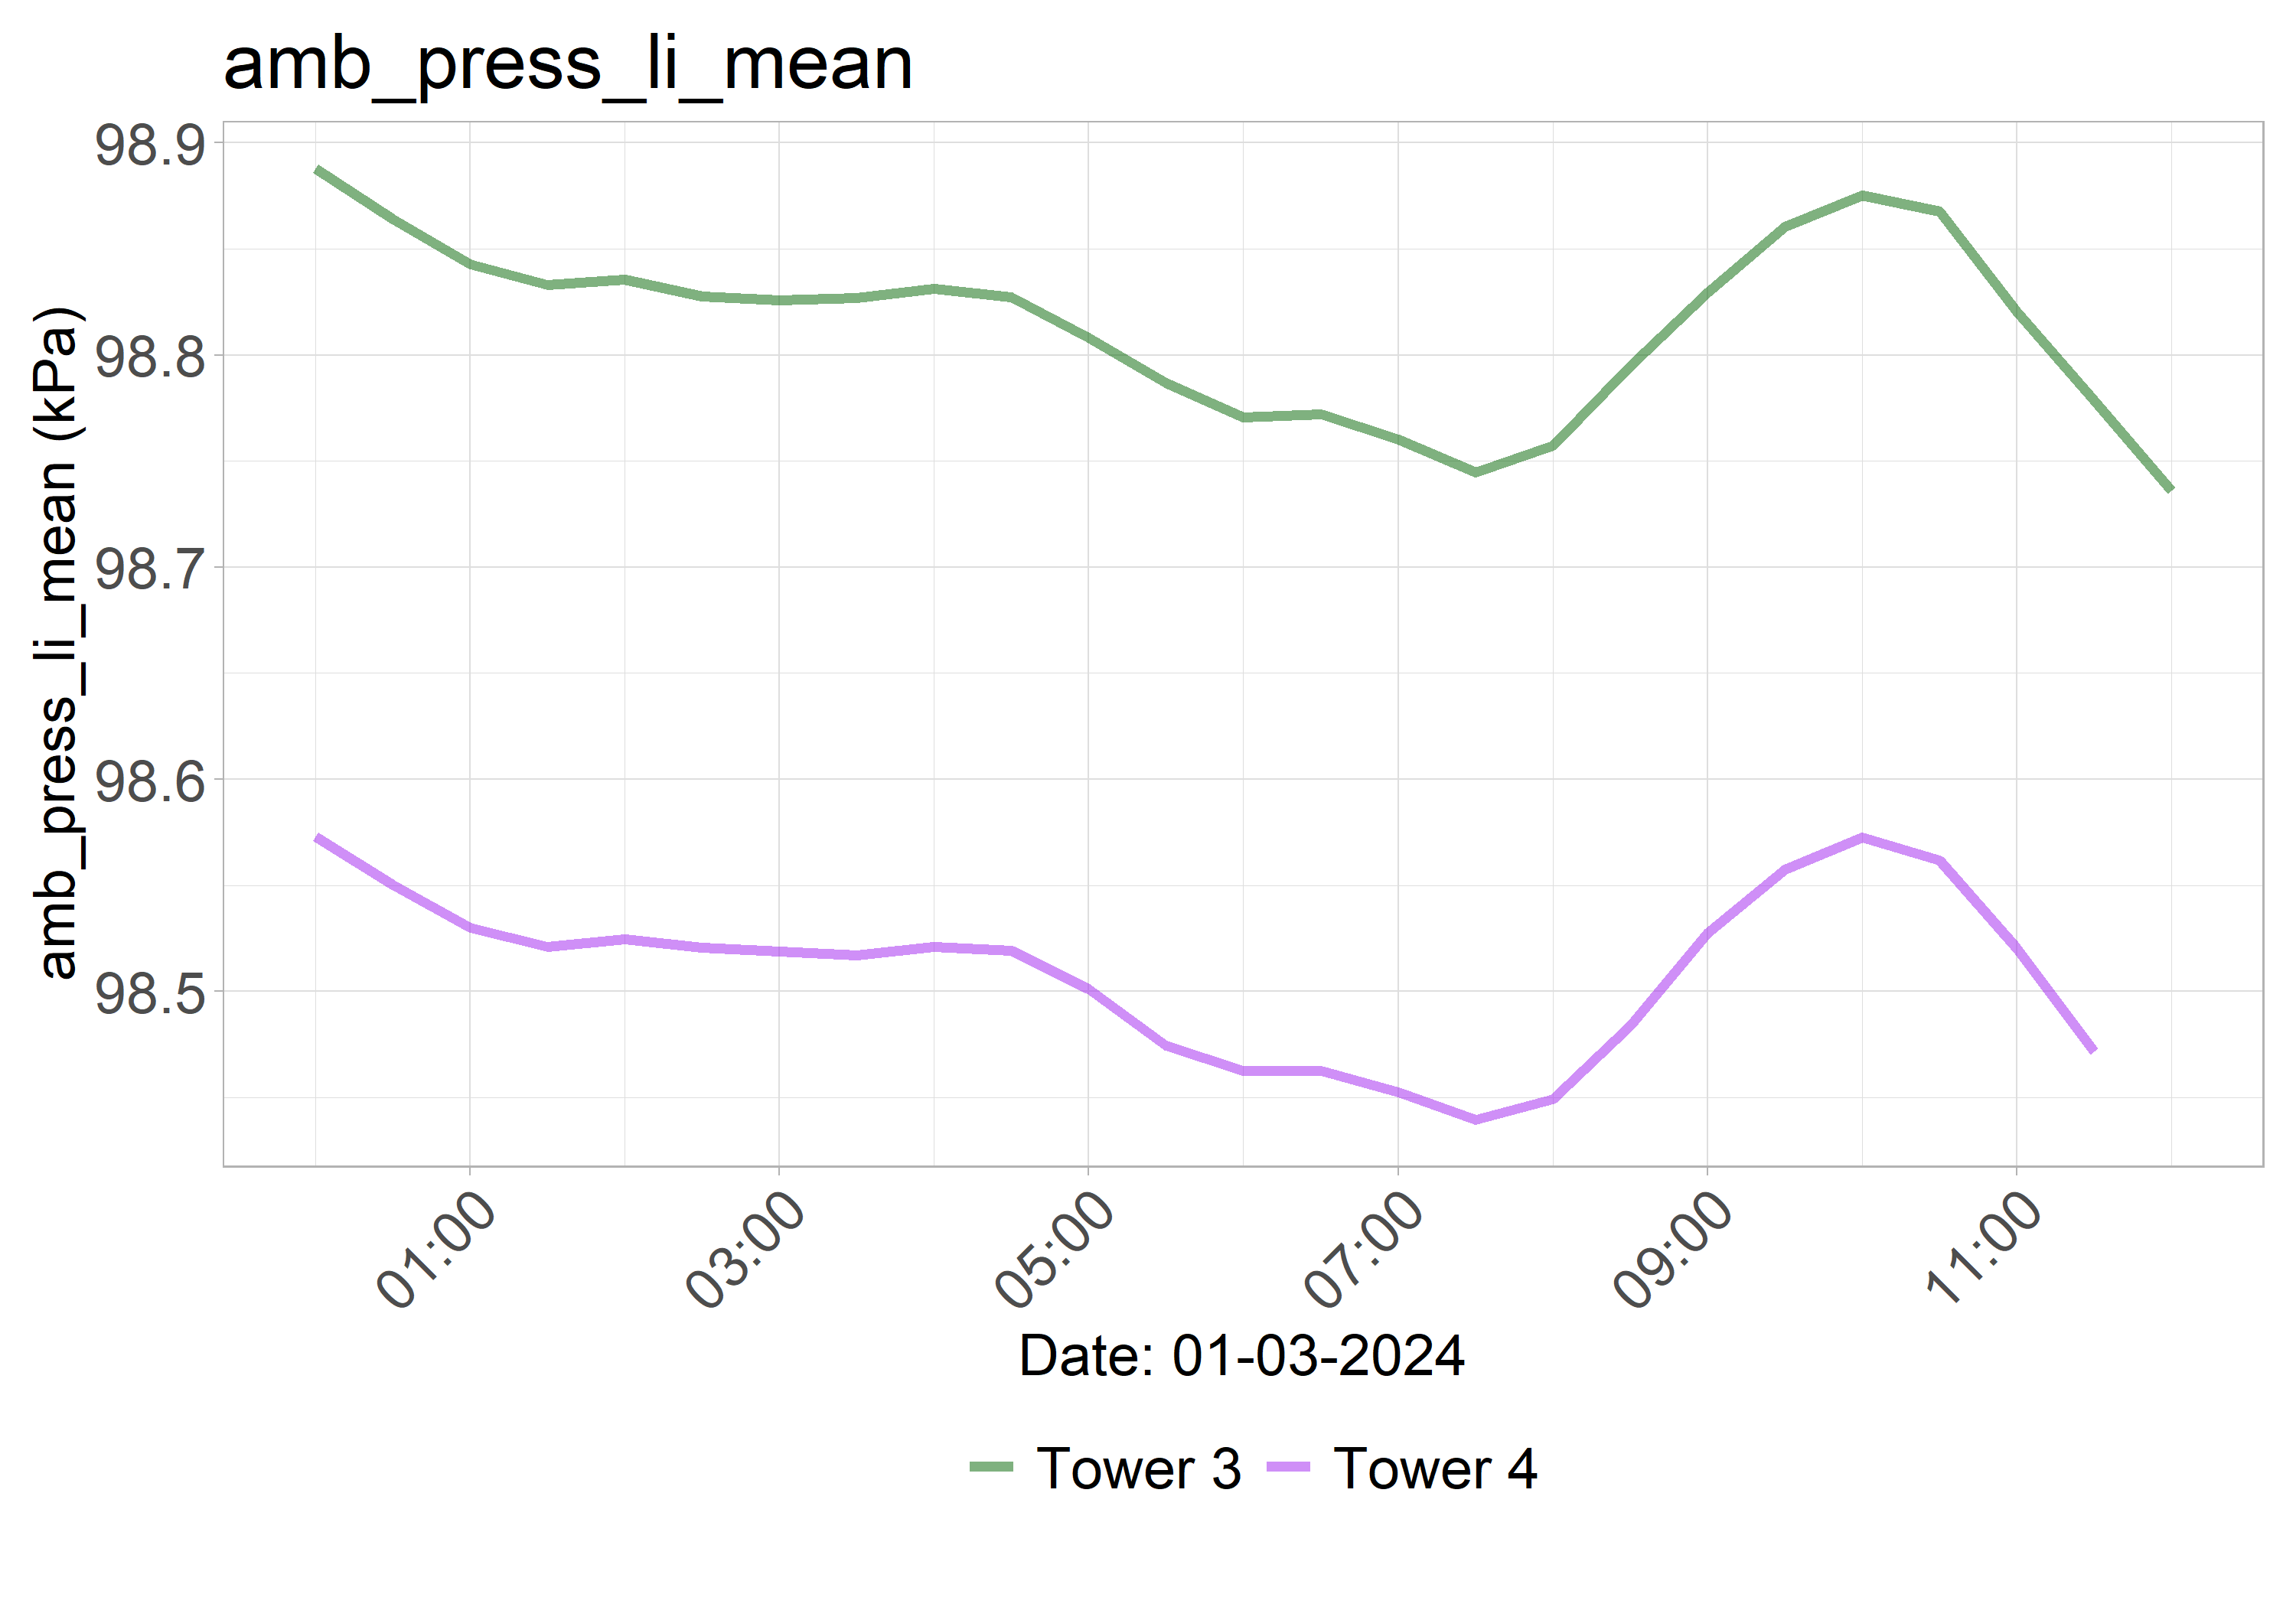 amb_press_li_mean
amb_press_li_mean (kPa)
98.9
98.8
98.7
98.6
98.5
01:00
03:00
05:00
07:00
09:00
11:00
Date: 01-03-2024
Tower 3
Tower 4